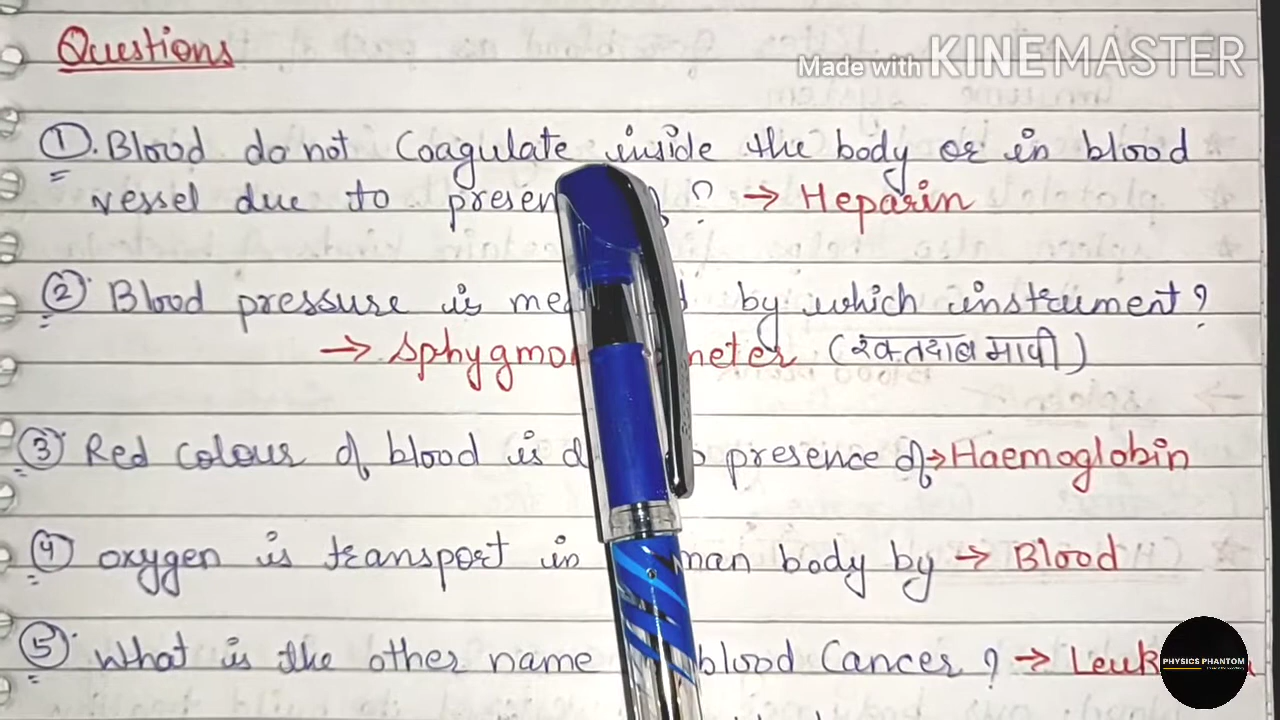 Questions
Made with KINEMASTER
1. Blood do not Coagulate inside the body or in blood
vessel due to presen ? → Heparin
2. Blood pressure is by which instrument?
→ Sphygmo meter (रक्तदाब मापी)
3. Red colour of blood is presence of → Haemoglobin
4. oxygen is transport in man body by → Blood
5. What is the other name blood Cancer ? → Leuk
PHYSICS PHANTOM